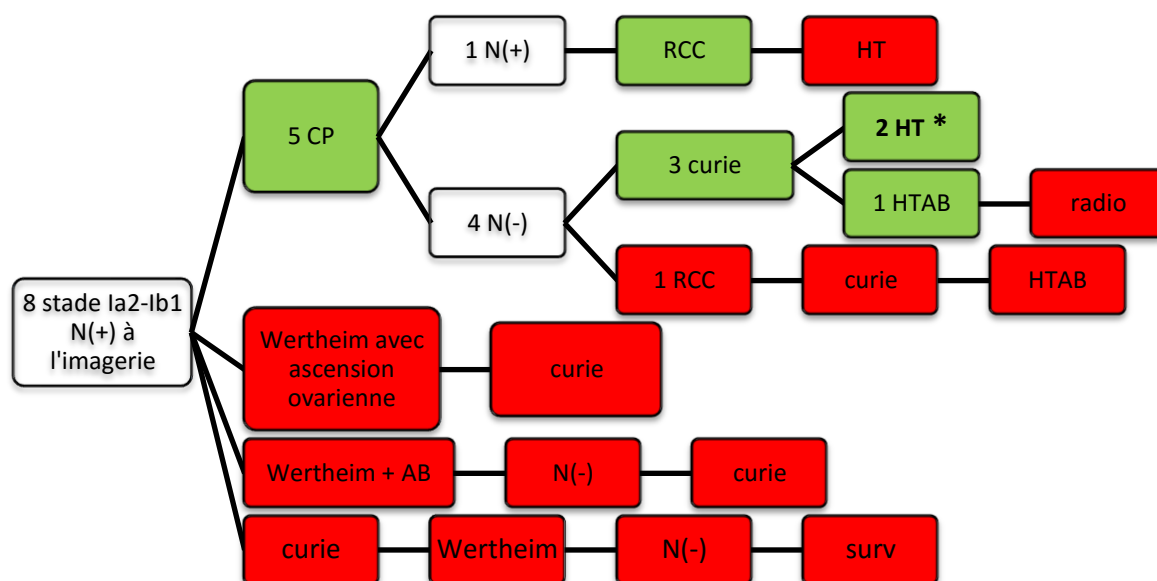 1 N(+)
RCC
HT
5 CP
2 HT *
3 curie
1 HTAB
radio
4 N(-)
1 RCC
curie
HTAB
8 stade Ia2-Ib1
N(+) à
l'imagerie
Wertheim avec
ascension
ovarienne
curie
Wertheim + AB
N(-)
curie
curie
Wertheim
N(-)
surv